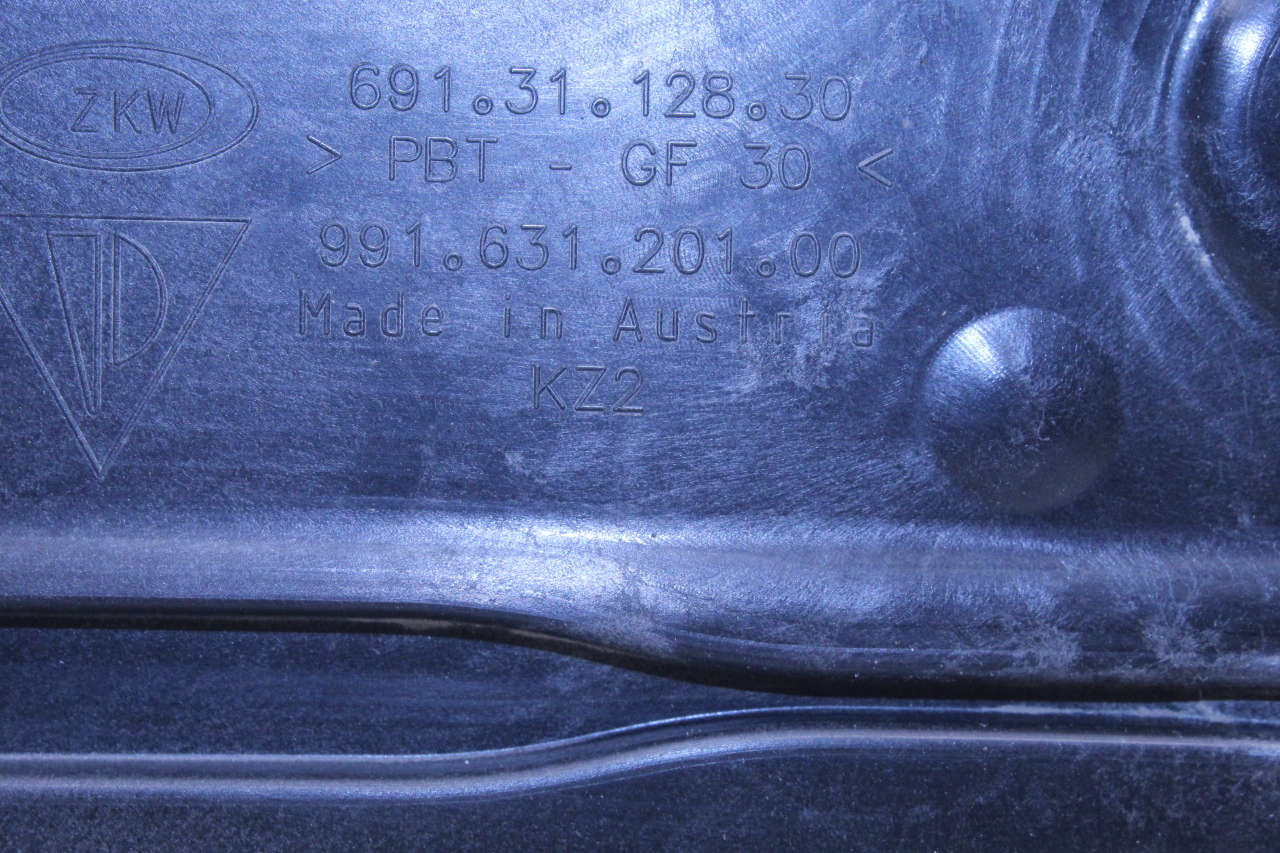 ZKW
691.31.128.30
> PBT - GF 30 <
991.631.201.00
Made in Austria
KZ2